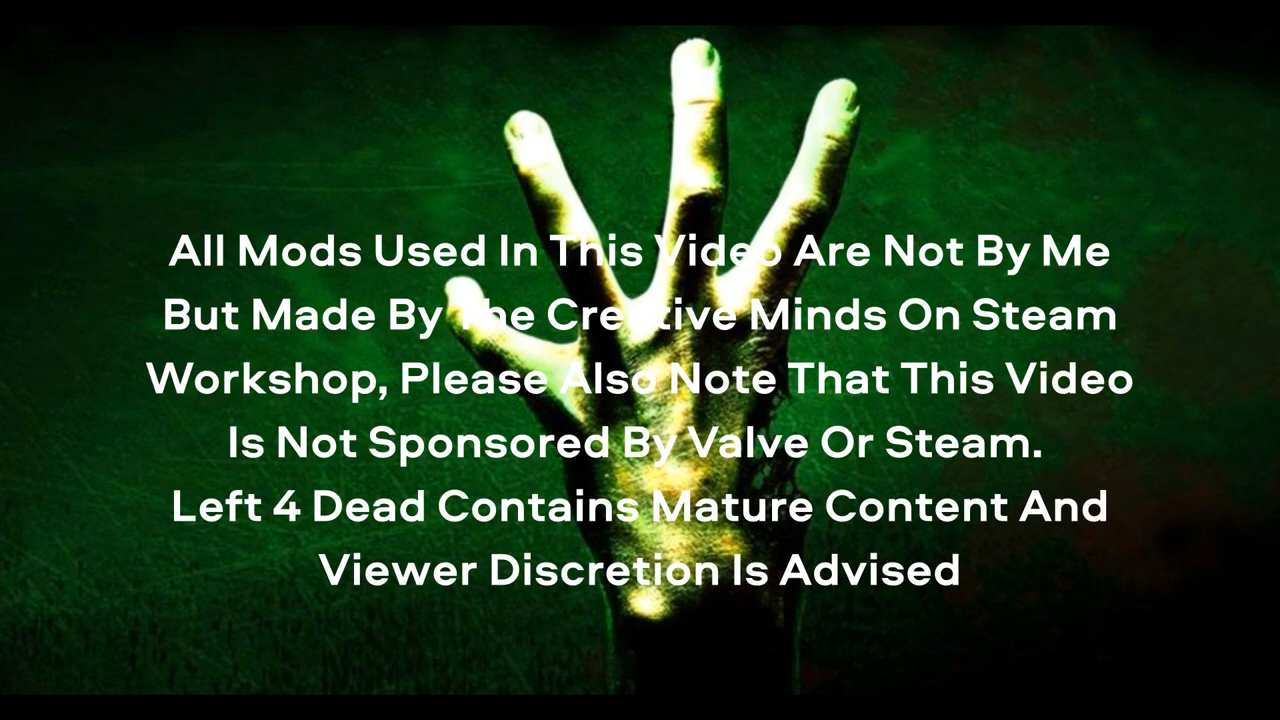 All Mods Used In This Video Are Not By Me
But Made By The Creative Minds On Steam
Workshop, Please Also Note That This Video
Is Not Sponsored By Valve Or Steam.
Left 4 Dead Contains Mature Content And
Viewer Discretion Is Advised